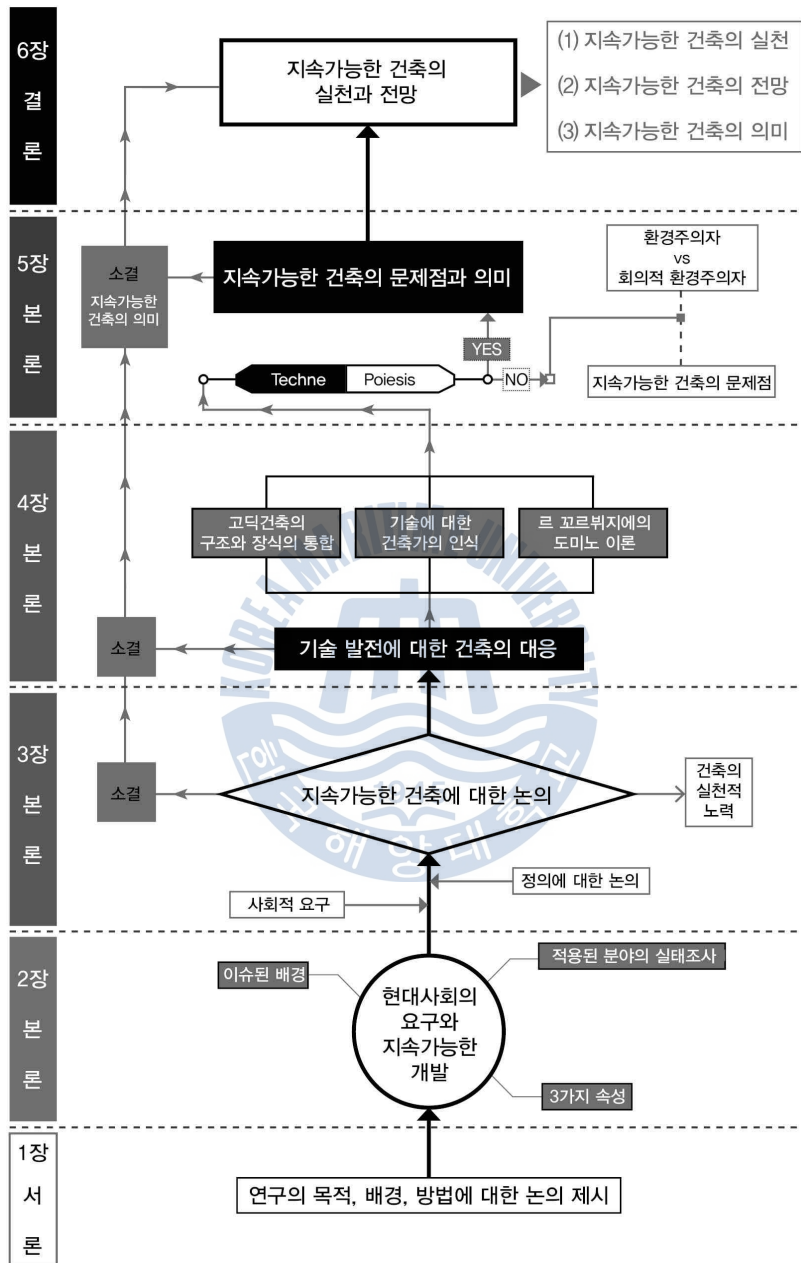 6장
결
론
지속가능한 건축의
실천과 전망
(1) 지속가능한 건축의 실천
(2) 지속가능한 건축의 전망
(3) 지속가능한 건축의 의미
5장
본
론
소결
지속가능한
건축의 의미
지속가능한 건축의 문제점과 의미
환경주의자
vs
회의적 환경주의자
YES
Techne
Poiesis
NO
지속가능한 건축의 문제점
4장
본
론
고딕건축의
구조와 장식의 통합
기술에 대한
건축가의 인식
르 꼬르뷔지에의
도미노 이론
소결
기술 발전에 대한 건축의 대응
KOREA MARITIME UNIVERSITY
3장
본
론
소결
지속가능한 건축에 대한 논의
건축의
실천적
노력
1945
한국해양대학교
정의에 대한 논의
사회적 요구
2장
본
론
이슈된 배경
적용된 분야의 실태조사
현대사회의
요구와
지속가능한
개발
3가지 속성
1장
서
론
연구의 목적, 배경, 방법에 대한 논의 제시